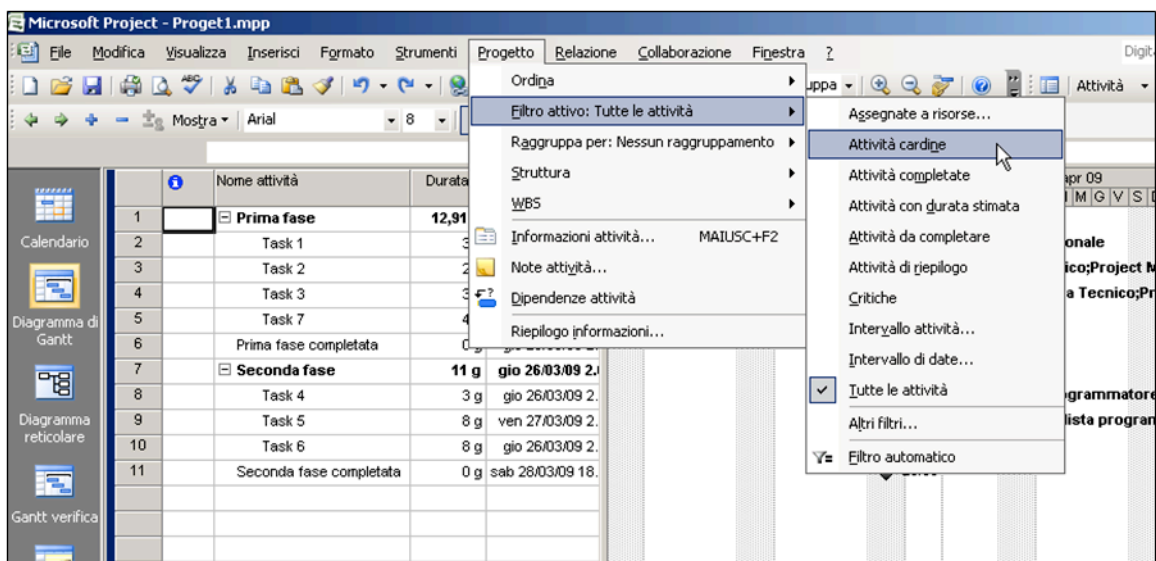 Microsoft Project - Proget1.mpp
File Modifica Visualizza Inserisci Formato Strumenti Progetto Relazione Collaborazione Finestra ?
Attività
Mostra Arial 8
Ordina
Filtro attivo: Tutte le attività
Raggruppa per: Nessun raggruppamento
Struttura
WBS
Informazioni attività... MAIUSC+F2
Note attività...
Dipendenze attività
Riepilogo informazioni...
Assegnate a risorse...
Attività cardine
Attività completate
Attività con durata stimata
Attività da completare
Attività di riepilogo
Critiche
Intervallo attività...
Intervallo di date...
Tutte le attività
Altri filtri...
Filtro automatico
Calendario
Diagramma di
Gantt
Diagramma
reticolare
Gantt verifica
Nome attività Durata
1 Prima fase 12,91
2 Task 1
3 Task 2
4 Task 3
5 Task 7
6 Prima fase completata
7 Seconda fase 11 g gio 26/03/09 2.
8 Task 4 3 g gio 26/03/09 2.
9 Task 5 8 g ven 27/03/09 2.
10 Task 6 8 g gio 26/03/09 2.
11 Seconda fase completata 0 g sab 28/03/09 18.
apr 09
M G V S
a Tecnico;Pr